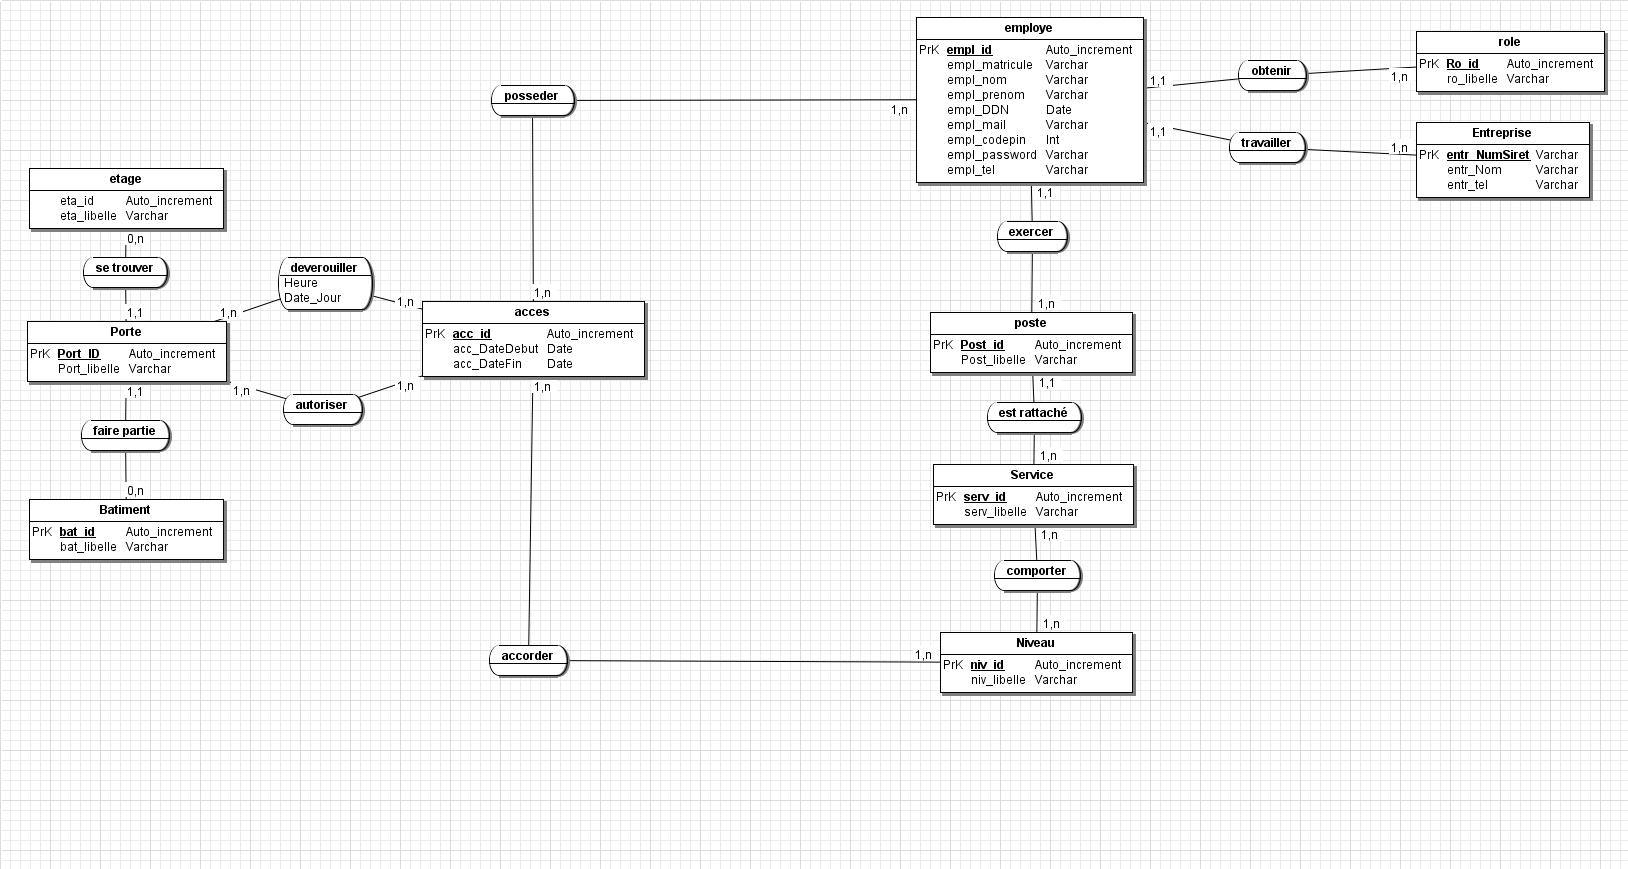 employe
PrK empl_id Auto_increment
empl_matricule Varchar
empl_nom Varchar
empl_prenom Varchar
empl_DDN Date
empl_mail Varchar
empl_codepin Int
empl_password Varchar
empl_tel Varchar
1,1
obtenir
1,n
role
PrK Ro_id Auto_increment
ro_libelle Varchar
1,1
travailler
1,n
Entreprise
PrK entr_NumSiret Varchar
entr_Nom Varchar
entr_tel Varchar
posseder
1,n
1,n
etage
eta_id Auto_increment
eta_libelle Varchar
0,n
se trouver
1,1
deverouiller
Heure
Date_Jour
1,n
1,n
Porte
PrK Port_ID Auto_increment
Port_libelle Varchar
acces
PrK acc_id Auto_increment
acc_DateDebut Date
acc_DateFin Date
1,n
autoriser
1,n
1,1
faire partie
0,n
Batiment
PrK bat_id Auto_increment
bat_libelle Varchar
1,1
exercer
1,n
poste
PrK Post_id Auto_increment
Post_libelle Varchar
1,1
est rattaché
1,n
Service
PrK serv_id Auto_increment
serv_libelle Varchar
1,n
comporter
1,n
Niveau
PrK niv_id Auto_increment
niv_libelle Varchar
1,n
accorder
1,n